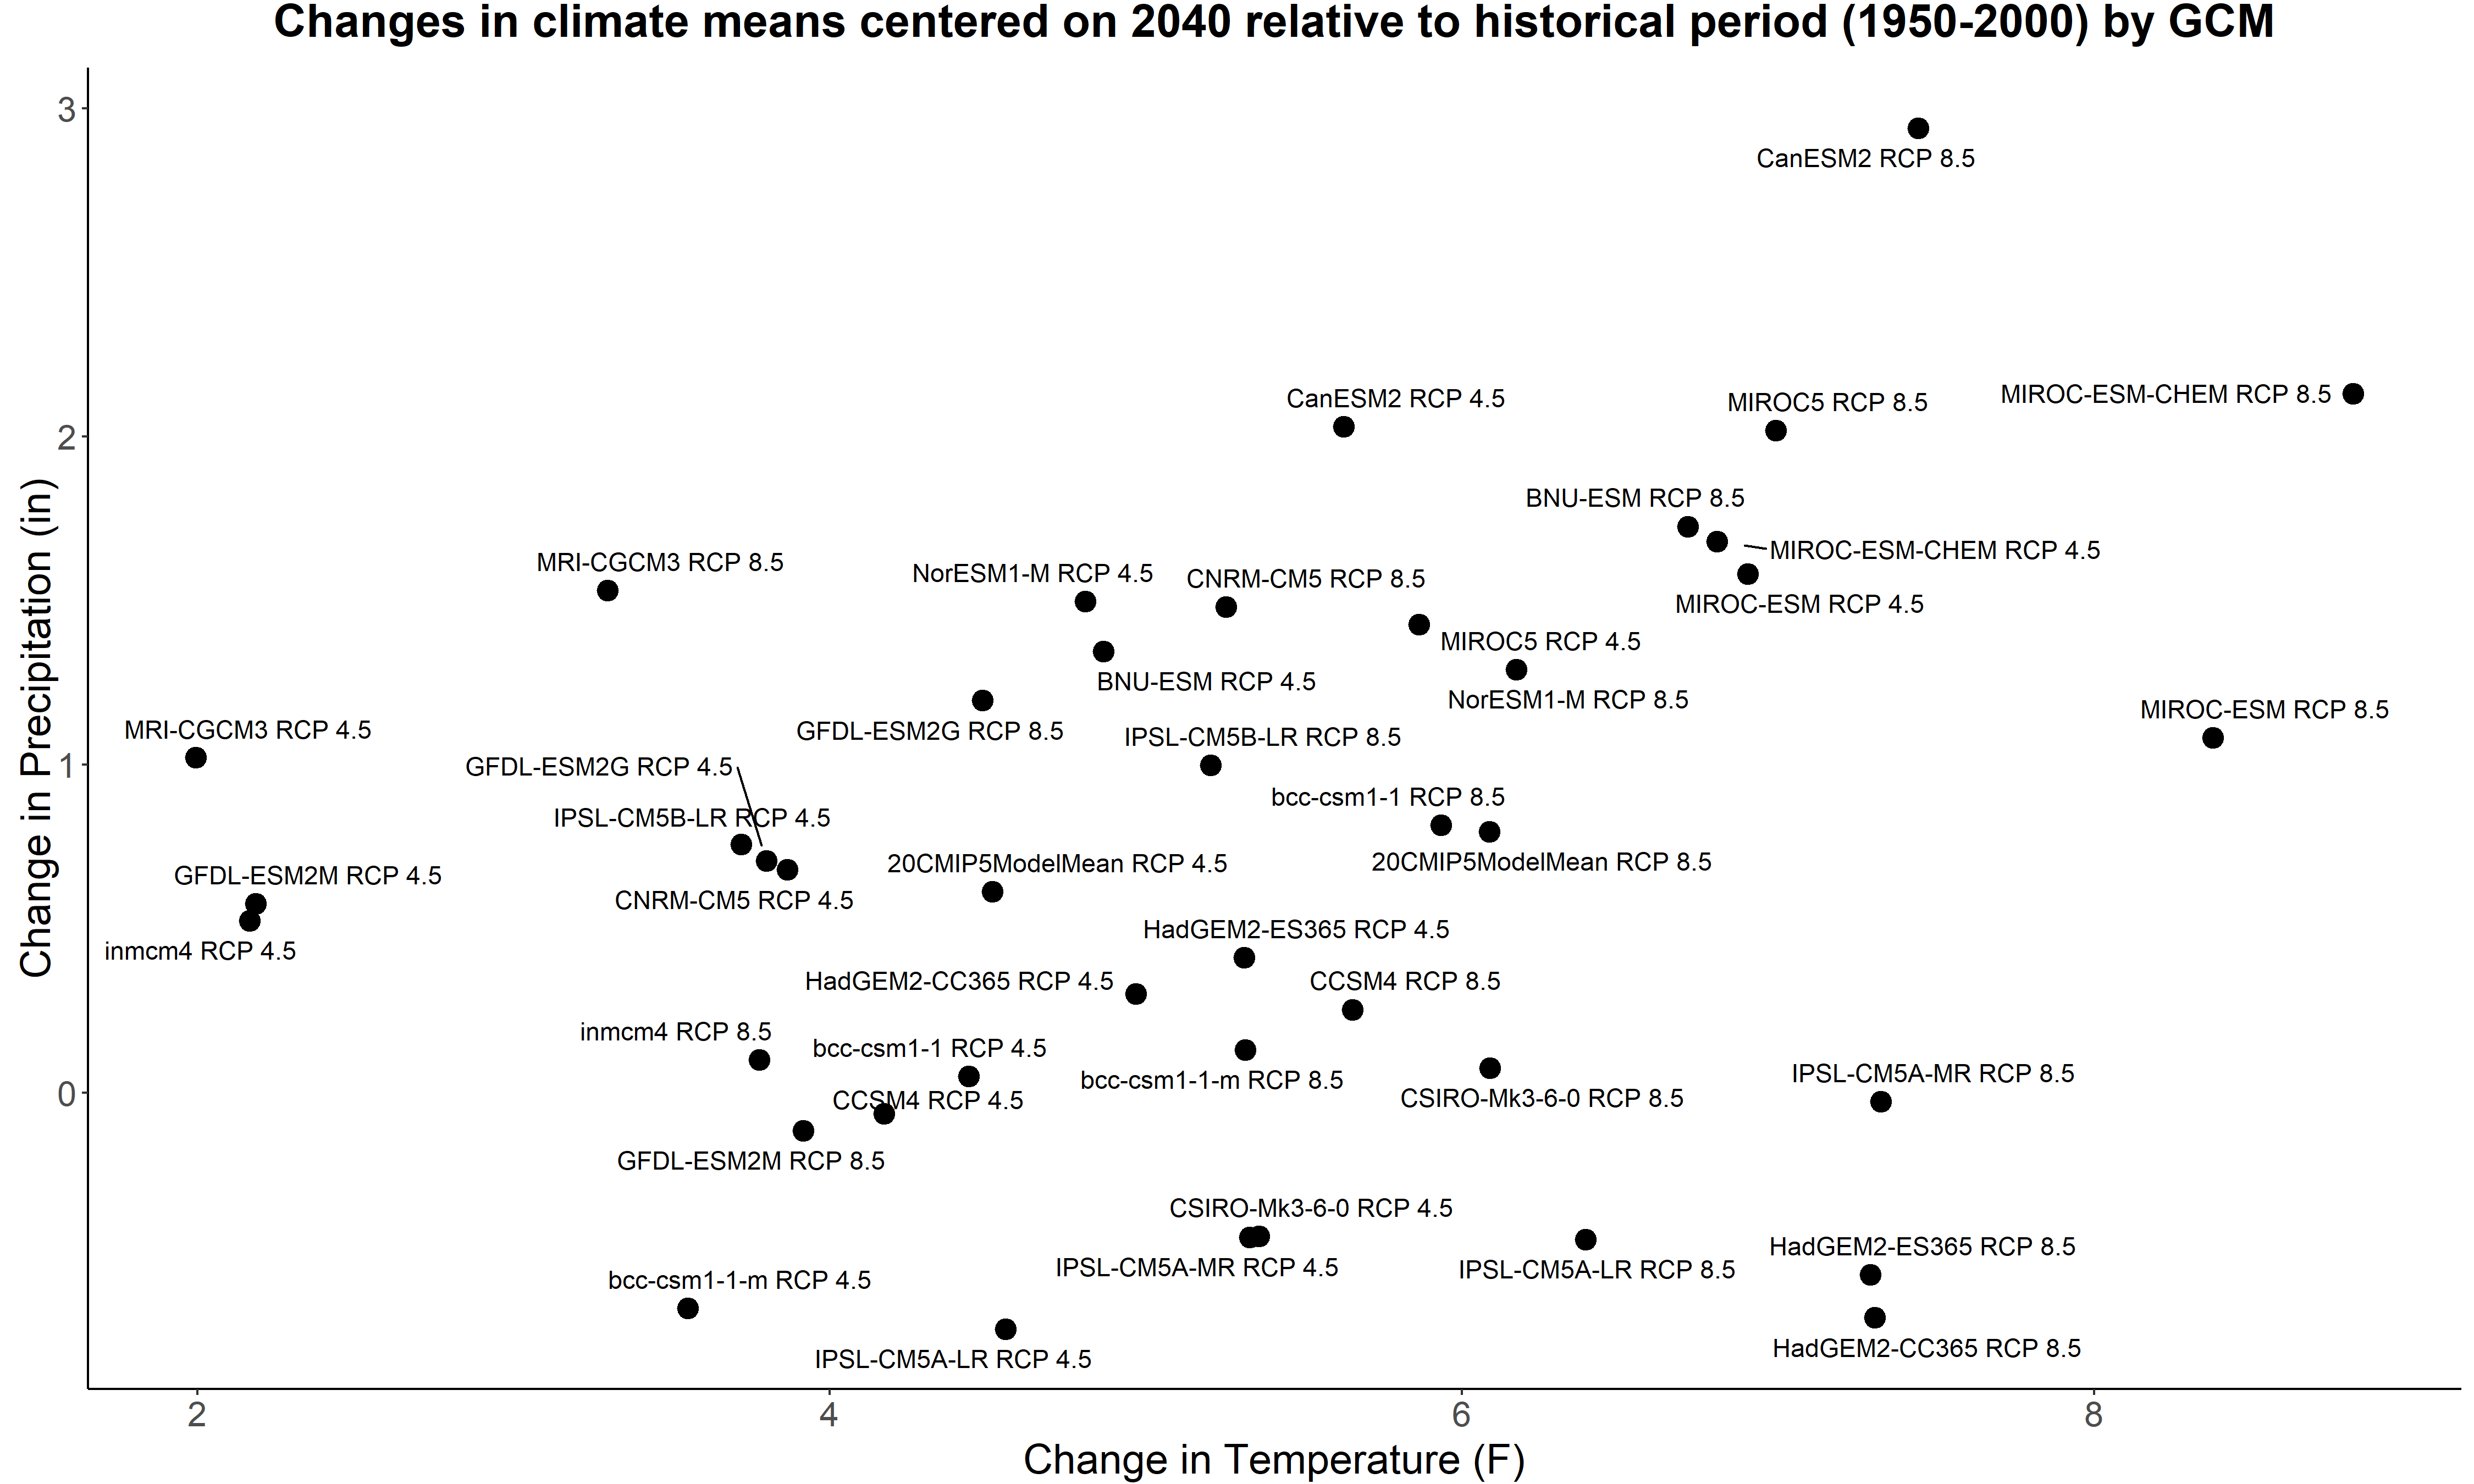 Changes in climate means centered on 2040 relative to historical period (1950-2000) by GCM
3
CanESM2 RCP 8.5
CanESM2 RCP 4.5
MIROC5 RCP 8.5
MIROC-ESM-CHEM RCP 8.5
2
BNU-ESM RCP 8.5
MIROC-ESM-CHEM RCP 4.5
MRI-CGCM3 RCP 8.5
NorESM1-M RCP 4.5
CNRM-CM5 RCP 8.5
MIROC-ESM RCP 4.5
MIROC5 RCP 4.5
BNU-ESM RCP 4.5
NorESM1-M RCP 8.5
MIROC-ESM RCP 8.5
MRI-CGCM3 RCP 4.5
GFDL-ESM2G RCP 8.5
IPSL-CM5B-LR RCP 8.5
1
GFDL-ESM2G RCP 4.5
bcc-csm1-1 RCP 8.5
IPSL-CM5B-LR RCP 4.5
20CMIP5ModelMean RCP 4.5
20CMIP5ModelMean RCP 8.5
GFDL-ESM2M RCP 4.5
CNRM-CM5 RCP 4.5
HadGEM2-ES365 RCP 4.5
inmcm4 RCP 4.5
HadGEM2-CC365 RCP 4.5
CCSM4 RCP 8.5
inmcm4 RCP 8.5
bcc-csm1-1 RCP 4.5
bcc-csm1-1-m RCP 8.5
IPSL-CM5A-MR RCP 8.5
0
CCSM4 RCP 4.5
CSIRO-Mk3-6-0 RCP 8.5
GFDL-ESM2M RCP 8.5
CSIRO-Mk3-6-0 RCP 4.5
HadGEM2-ES365 RCP 8.5
IPSL-CM5A-MR RCP 4.5
IPSL-CM5A-LR RCP 8.5
bcc-csm1-1-m RCP 4.5
HadGEM2-CC365 RCP 8.5
IPSL-CM5A-LR RCP 4.5
2
4
6
8
Change in Temperature (F)
Change in Precipitation (in)